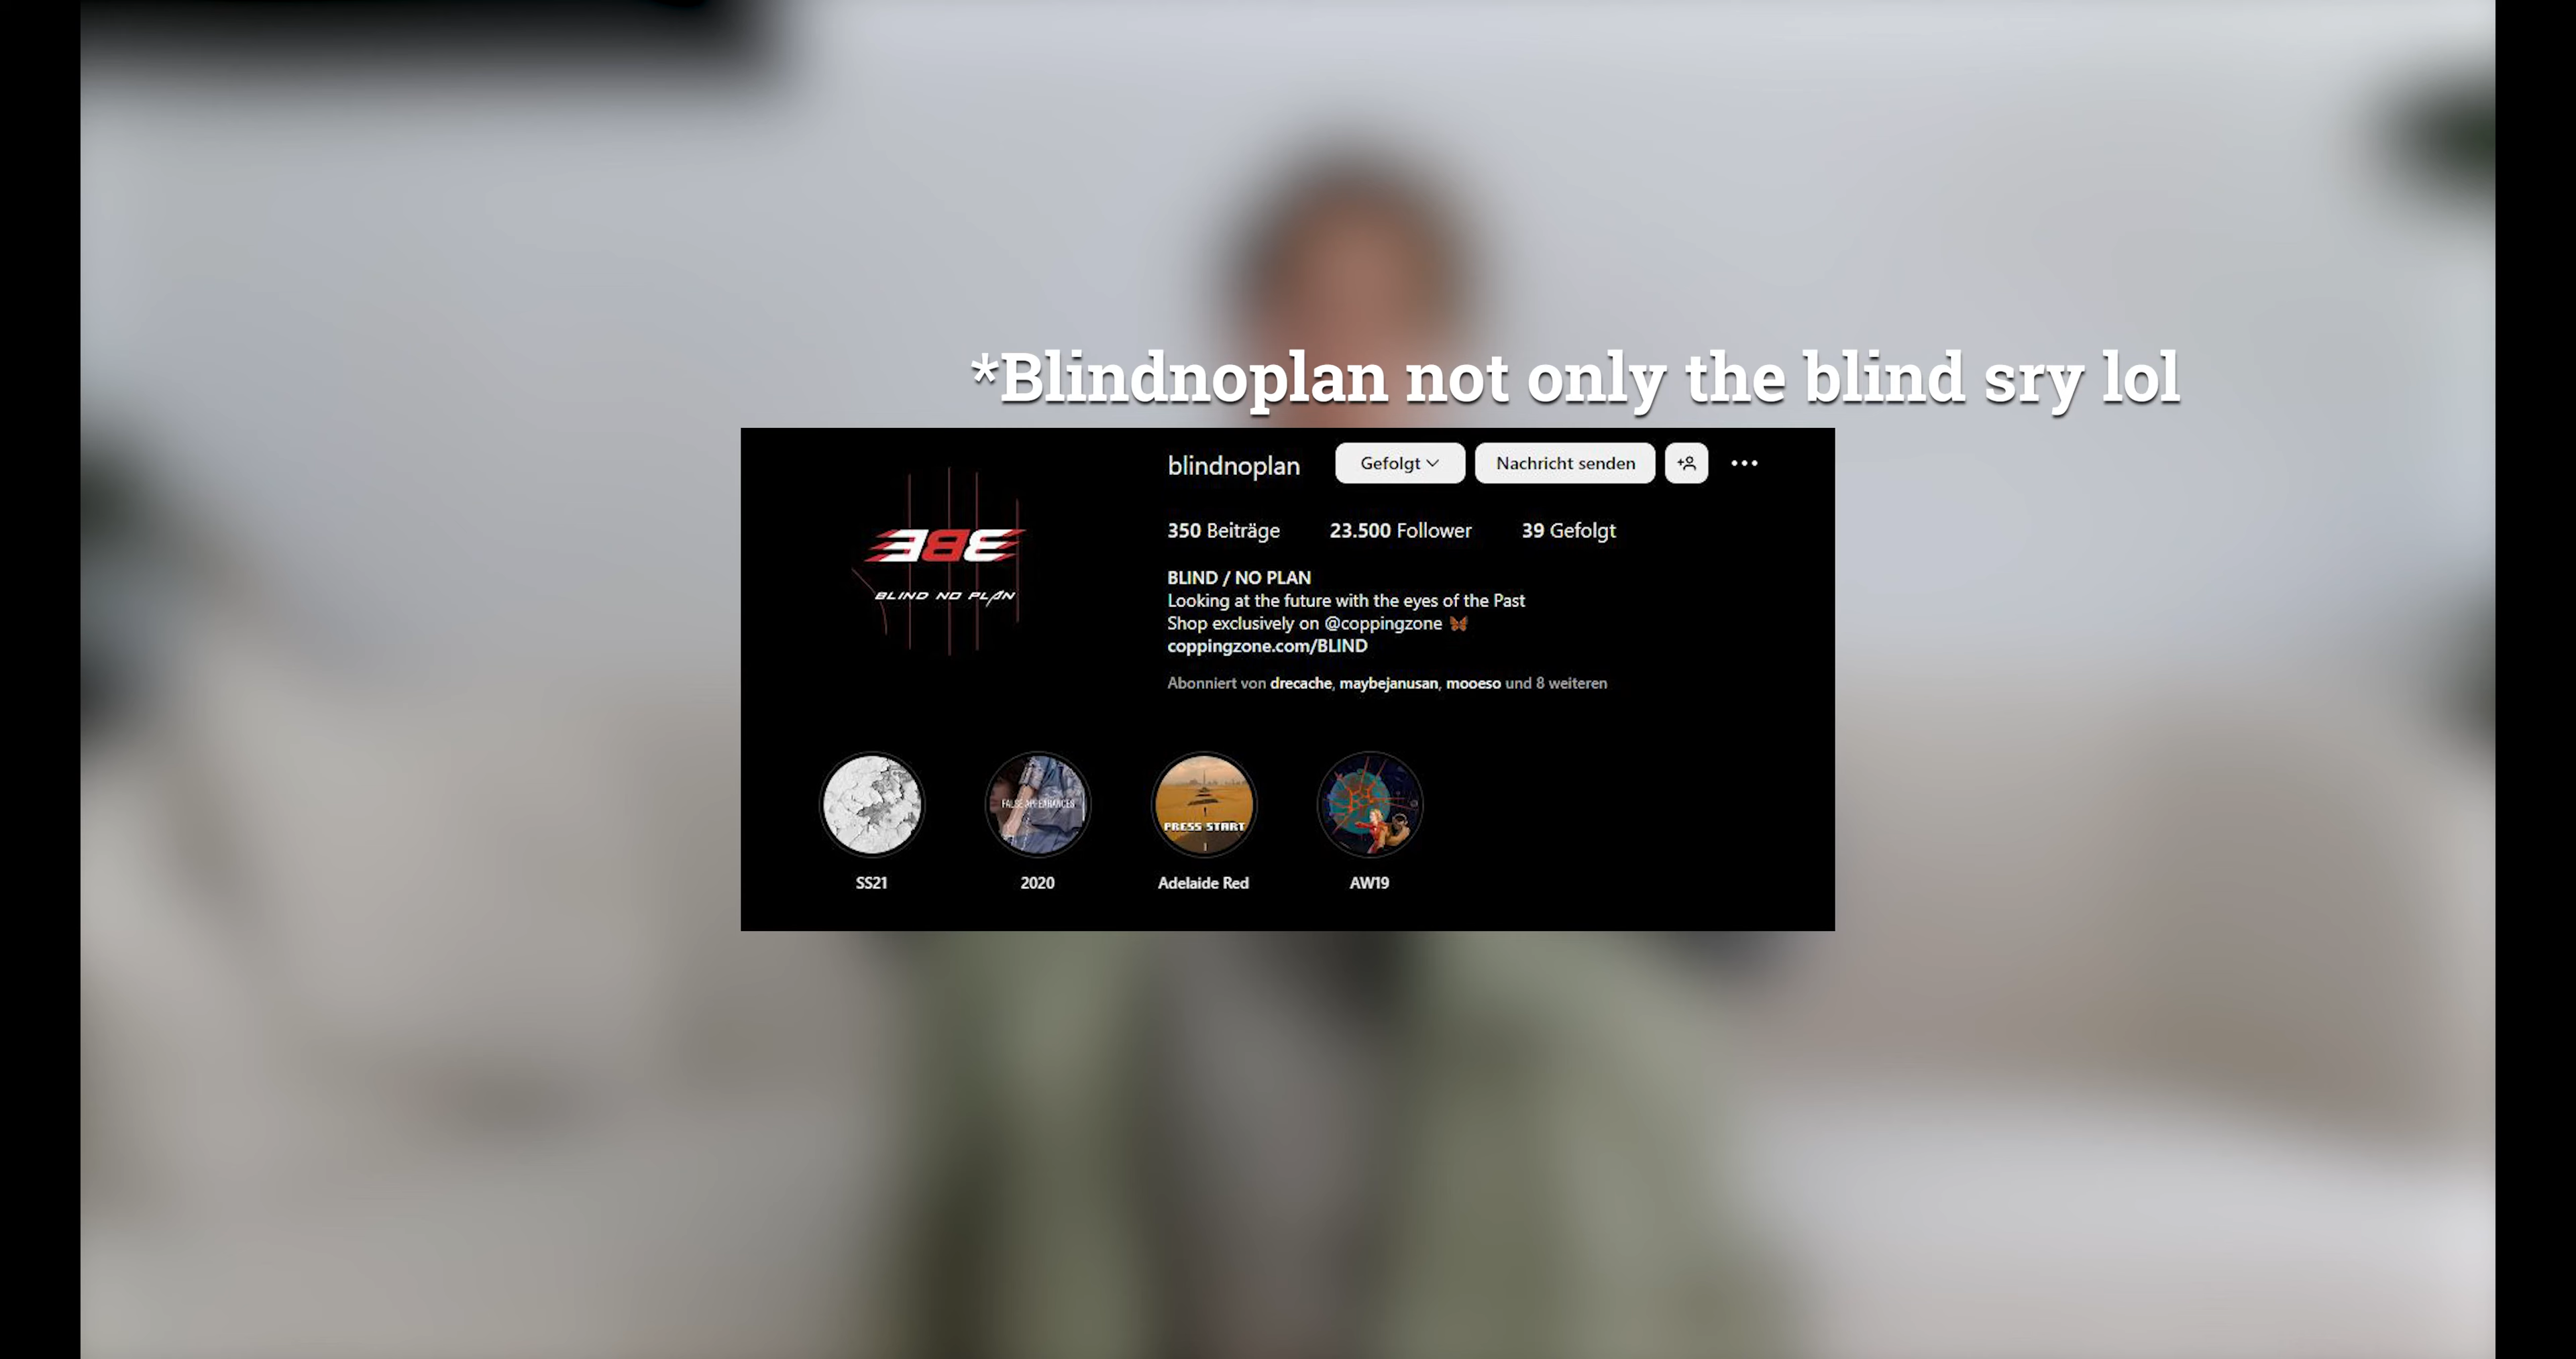 *Blindnoplan not only the blind sry lol
blindnoplan Gefolgt Nachricht senden
350 Beiträge 23.500 Follower 39 Gefolgt
BLIND / NO PLAN
Looking at the future with the eyes of the Past
Shop exclusively on @coppingzone
coppingzone.com/BLIND
Abonniert von drecache, maybejanusan, mooeso und 8 weiteren
BLIND NO PLAN
FALSE APPEARANCES
PRESS START
SS21 2020 Adelaide Red AW19